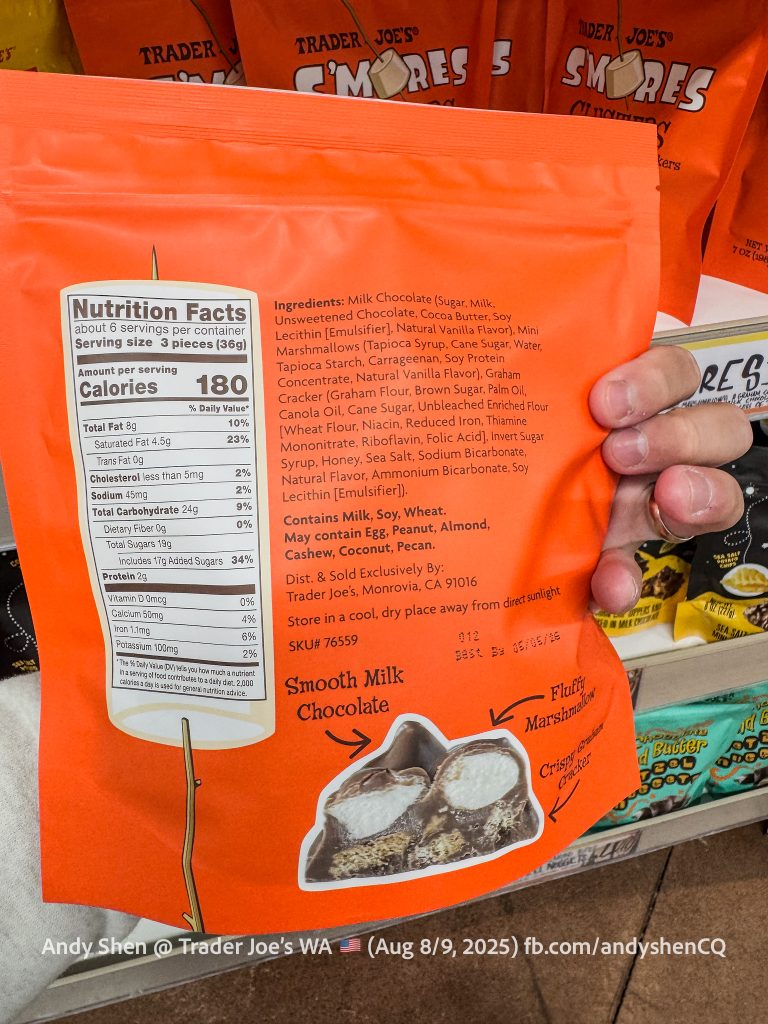 TRADER JOE'S
S'MORES
TRADER JOE'S®
S'MORES
CLUSTERS
Nutrition Facts
about 6 servings per container
Serving size 3 pieces (36g)
Amount per serving
Calories 180
% Daily Value*
Total Fat 8g 10%
Saturated Fat 4.5g 23%
Trans Fat 0g
Cholesterol less than 5mg 2%
Sodium 45mg 2%
Total Carbohydrate 24g 9%
Dietary Fiber 0g 0%
Total Sugars 19g
Includes 17g Added Sugars 34%
Protein 2g
Vitamin D 0mcg 0%
Calcium 50mg 4%
Iron 1.1mg 6%
Potassium 100mg 2%
*The % Daily Value (DV) tells you how much a nutrient
in a serving of food contributes to a daily diet. 2,000
calories a day is used for general nutrition advice.
Ingredients: Milk Chocolate (Sugar, Milk,
Unsweetened Chocolate, Cocoa Butter, Soy
Lecithin [Emulsifier], Natural Vanilla Flavor), Mini
Marshmallows (Tapioca Syrup, Cane Sugar, Water,
Tapioca Starch, Carrageenan, Soy Protein
Concentrate, Natural Vanilla Flavor), Graham
Cracker (Graham Flour, Brown Sugar, Palm Oil,
Canola Oil, Cane Sugar, Unbleached Enriched Flour
[Wheat Flour, Niacin, Reduced Iron, Thiamine
Mononitrate, Riboflavin, Folic Acid], Invert Sugar
Syrup, Honey, Sea Salt, Sodium Bicarbonate,
Natural Flavor, Ammonium Bicarbonate, Soy
Lecithin [Emulsifier]).
Contains Milk, Soy, Wheat.
May contain Egg, Peanut, Almond,
Cashew, Coconut, Pecan.
Dist. & Sold Exclusively By:
Trader Joe's, Monrovia, CA 91016
Store in a cool, dry place away from direct sunlight
SKU# 76559
012
Best By 05/05/26
Smooth Milk
Chocolate
Fluffy
Marshmallow
Crispy Graham
Cracker
SEA SALT
POTATO
CHIPS
Andy Shen @ Trader Joe's WA 🇺🇸 (Aug 8/9, 2025) fb.com/andyshenCQ